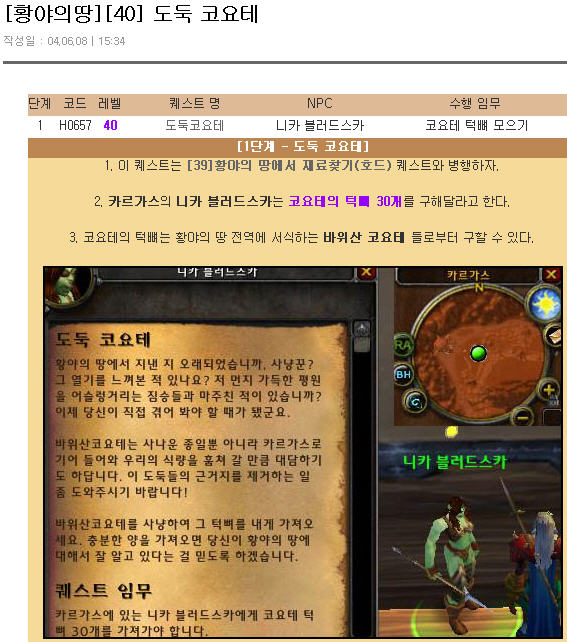 [황야의땅][40] 도둑 코요테
작성일 : 04.06.08 | 15:34
단계 코드 레벨 퀘스트 명 NPC 수행 임무
1 H0657 40 도둑코요테 니카 블러드스카 코요테 턱뼈 모으기
[1단계 - 도둑 코요테]
1. 이 퀘스트는 [39]황야의 땅에서 재료찾기(호드) 퀘스트와 병행하자.
2. 카르가스의 니카 블러드스카는 코요테의 턱뼈 30개를 구해달라고 한다.
3. 코요테의 턱뼈는 황야의 땅 전역에 서식하는 바위산 코요테 들로부터 구할 수 있다.
니카 블러드스카
도둑 코요테
황야의 땅에서 지낸 지 오래되었습니까, 사냥꾼?
그 열기를 느껴본 적 있나요? 저 먼지 가득한 평원
을 어슬렁거리는 짐승들과 마주친 적이 있습니까?
이제 당신이 직접 겪어 봐야 할 때가 됐군요.
바위산코요테는 사나운 종일뿐 아니라 카르가스로
기어 들어와 우리의 식량을 훔쳐 갈 만큼 대담하기
도 하답니다. 이 도둑들의 근거지를 제거하는 일
좀 도와주시기 바랍니다!
바위산코요테를 사냥하여 그 턱뼈를 내게 가져오
세요. 충분한 양을 가져오면 당신이 황야의 땅에
대해서 잘 알고 있다는 걸 믿도록 하겠습니다.
퀘스트 임무
카르가스에 있는 니카 블러드스카에게 코요테 턱
뼈 30개를 가져가야 합니다.
카르가스
N
RA
BH
니카 블러드스카